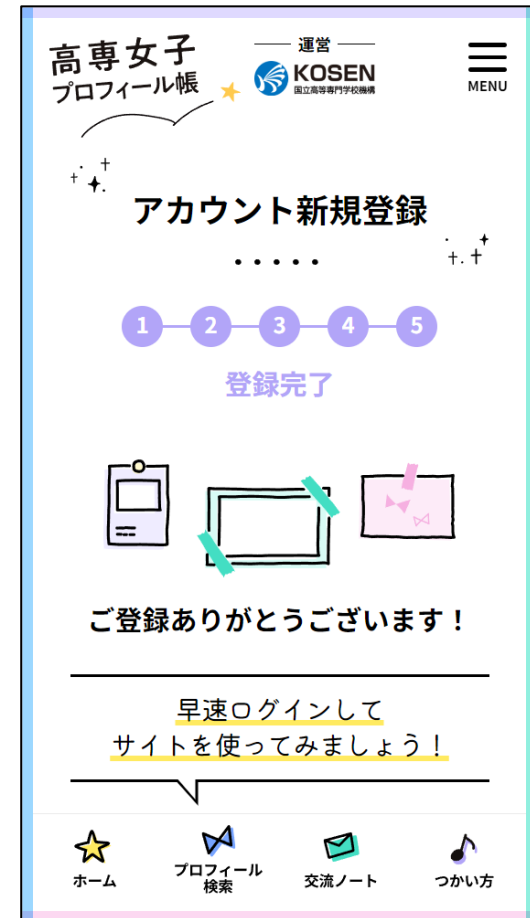 高専女子
プロフィール帳
運営
KOSEN
国立高等専門学校機構
MENU
アカウント新規登録
1 2 3 4 5
登録完了
ご登録ありがとうございます！
早速ログインして
サイトを使ってみましょう！
ホーム
プロフィール
検索
交流ノート
つかい方